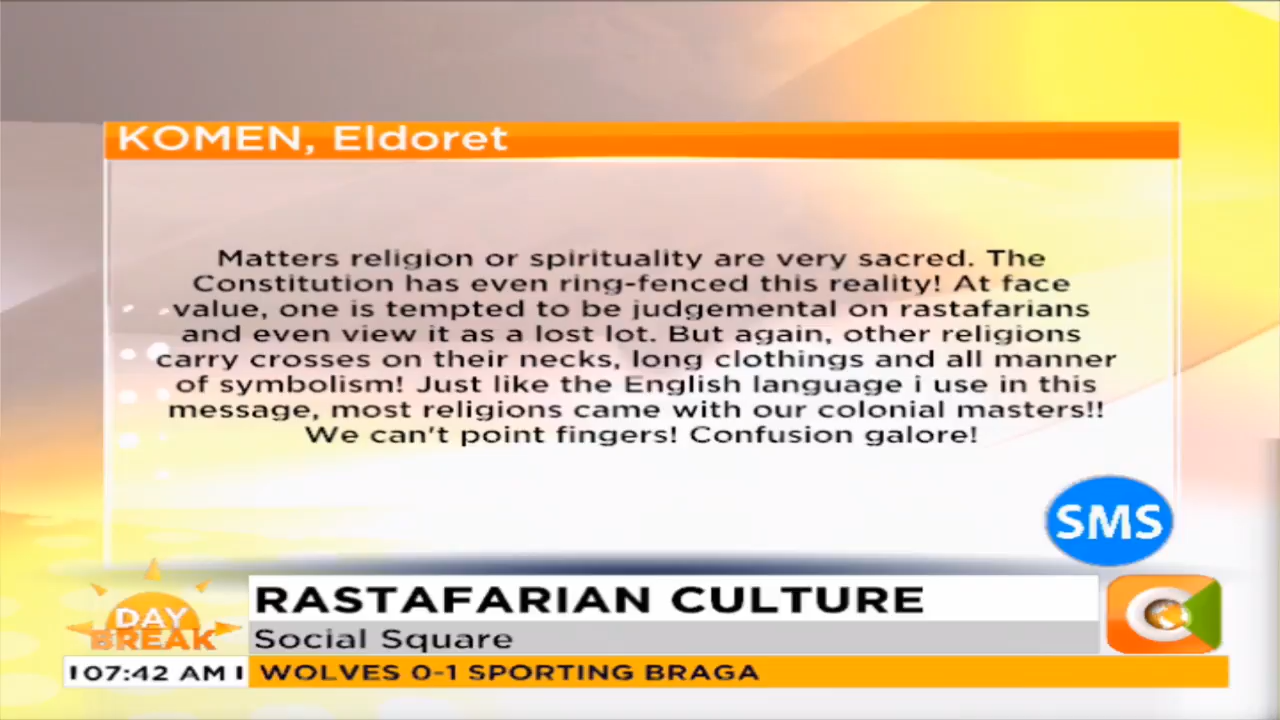 KOMEN, Eldoret
Matters religion or spirituality are very sacred. The
Constitution has even ring-fenced this reality! At face
value, one is tempted to be judgemental on rastafarians
and even view it as a lost lot. But again, other religions
carry crosses on their necks, long clothings and all manner
of symbolism! Just like the English language i use in this
message, most religions came with our colonial masters!!
We can't point fingers! Confusion galore!
SMS
DAY
BREAK
RASTAFARIAN CULTURE
Social Square
07:42 AM
WOLVES 0-1 SPORTING BRAGA